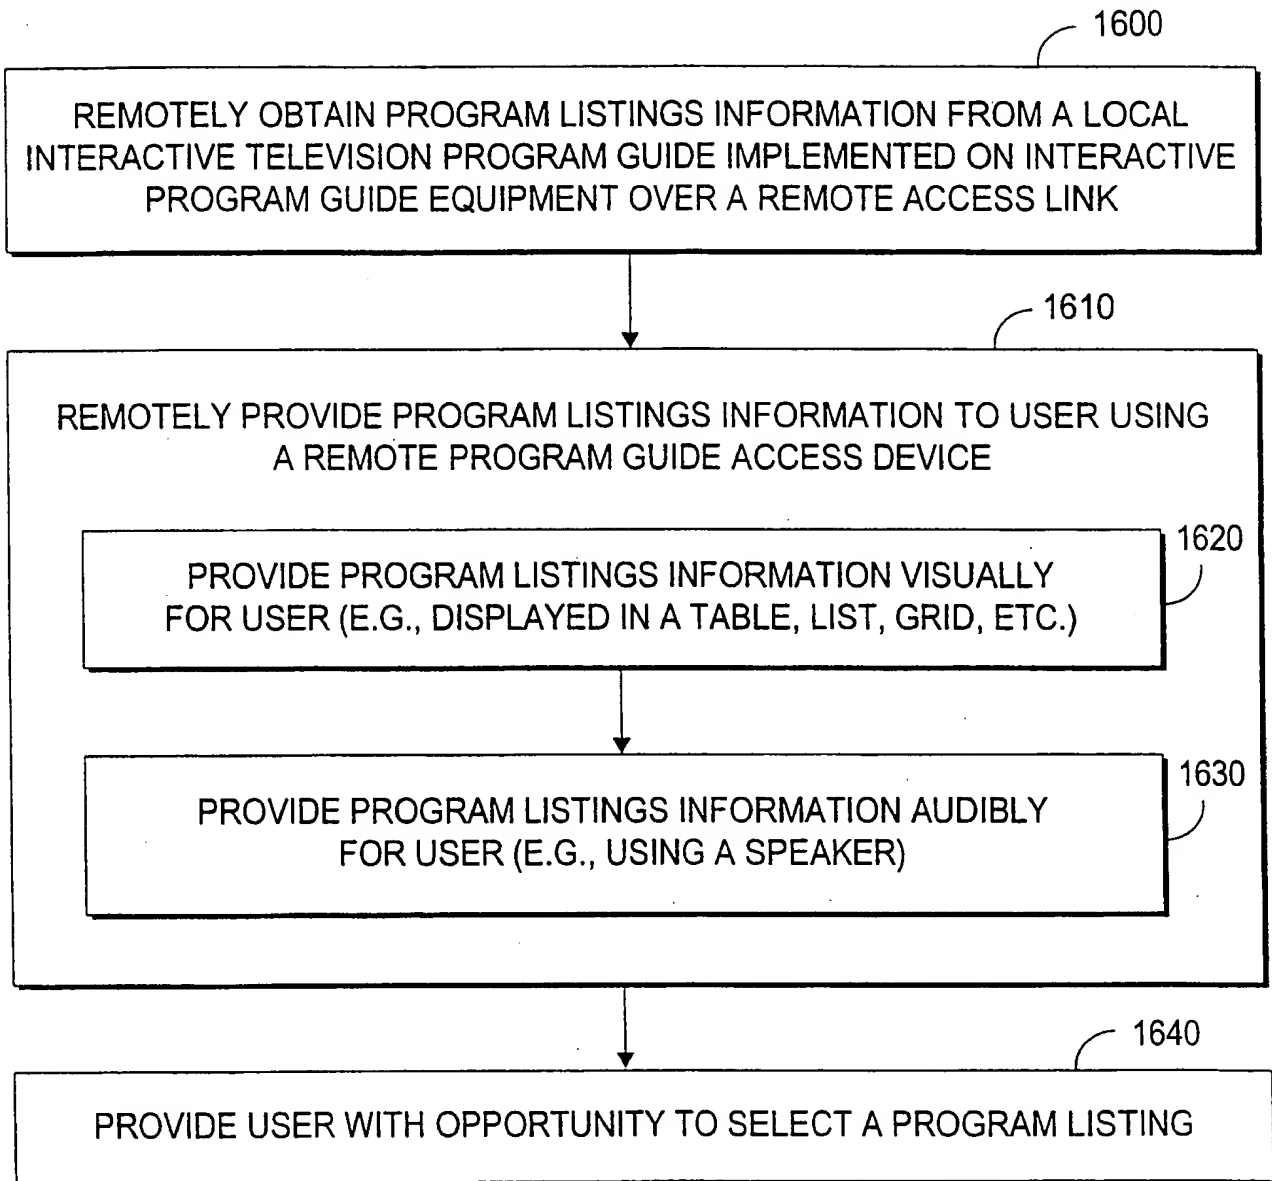 1600
REMOTELY OBTAIN PROGRAM LISTINGS INFORMATION FROM A LOCAL
INTERACTIVE TELEVISION PROGRAM GUIDE IMPLEMENTED ON INTERACTIVE
PROGRAM GUIDE EQUIPMENT OVER A REMOTE ACCESS LINK
1610
REMOTELY PROVIDE PROGRAM LISTINGS INFORMATION TO USER USING
A REMOTE PROGRAM GUIDE ACCESS DEVICE
1620
PROVIDE PROGRAM LISTINGS INFORMATION VISUALLY
FOR USER (E.G., DISPLAYED IN A TABLE, LIST, GRID, ETC.)
1630
PROVIDE PROGRAM LISTINGS INFORMATION AUDIBLY
FOR USER (E.G., USING A SPEAKER)
1640
PROVIDE USER WITH OPPORTUNITY TO SELECT A PROGRAM LISTING